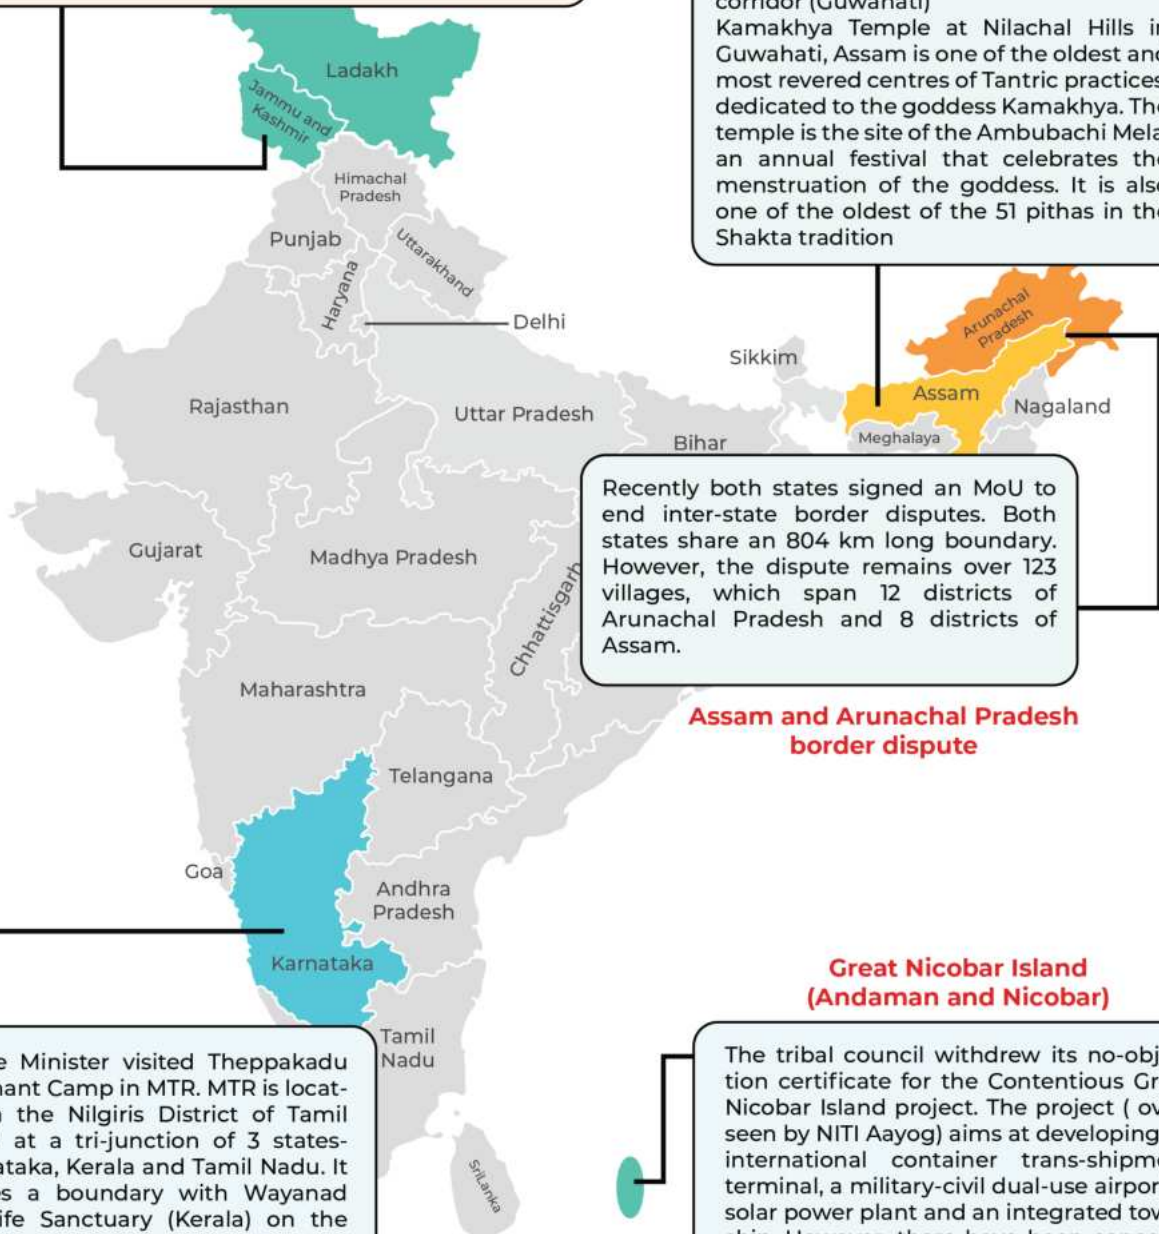 corridor (Guwahati)
Kamakhya Temple at Nilachal Hills
Guwahati, Assam is one of the oldest
most revered centres of Tantric practices
dedicated to the goddess Kamakhya.
temple is the site of the Ambubachi Mela
an annual festival that celebrates
menstruation of the goddess. It is
one of the oldest of the 51 pithas in
Shakta tradition
Ladakh
Jammu and
Kashmir
Himachal
Pradesh
Punjab
Uttarakhand
Haryana
Delhi
Arunachal
Pradesh
Sikkim
Assam
Nagaland
Rajasthan
Uttar Pradesh
Bihar
Meghalaya
Recently both states signed an MoU to
end inter-state border disputes. Both
states share an 804 km long boundary.
However, the dispute remains over 123
villages, which span 12 districts of
Arunachal Pradesh and 8 districts of
Assam.
Gujarat
Madhya Pradesh
Chhattisgarh
Maharashtra
Assam and Arunachal Pradesh
border dispute
Telangana
Goa
Andhra
Pradesh
Karnataka
Great Nicobar Island
(Andaman and Nicobar)
Tamil
Nadu
Minister visited Theppakadu
Camp in MTR. MTR is locat-
the Nilgiris District of Tamil
at a tri-junction of 3 states-
Kerala and Tamil Nadu. It
a boundary with Wayanad
Sanctuary (Kerala) on the
SriLanka
The tribal council withdrew its
tion certificate for the Contentious
Nicobar Island project. The project (
seen by NITI Aayog) aims at developing
international container
terminal, a military-civil dual-use
solar power plant and an integrated